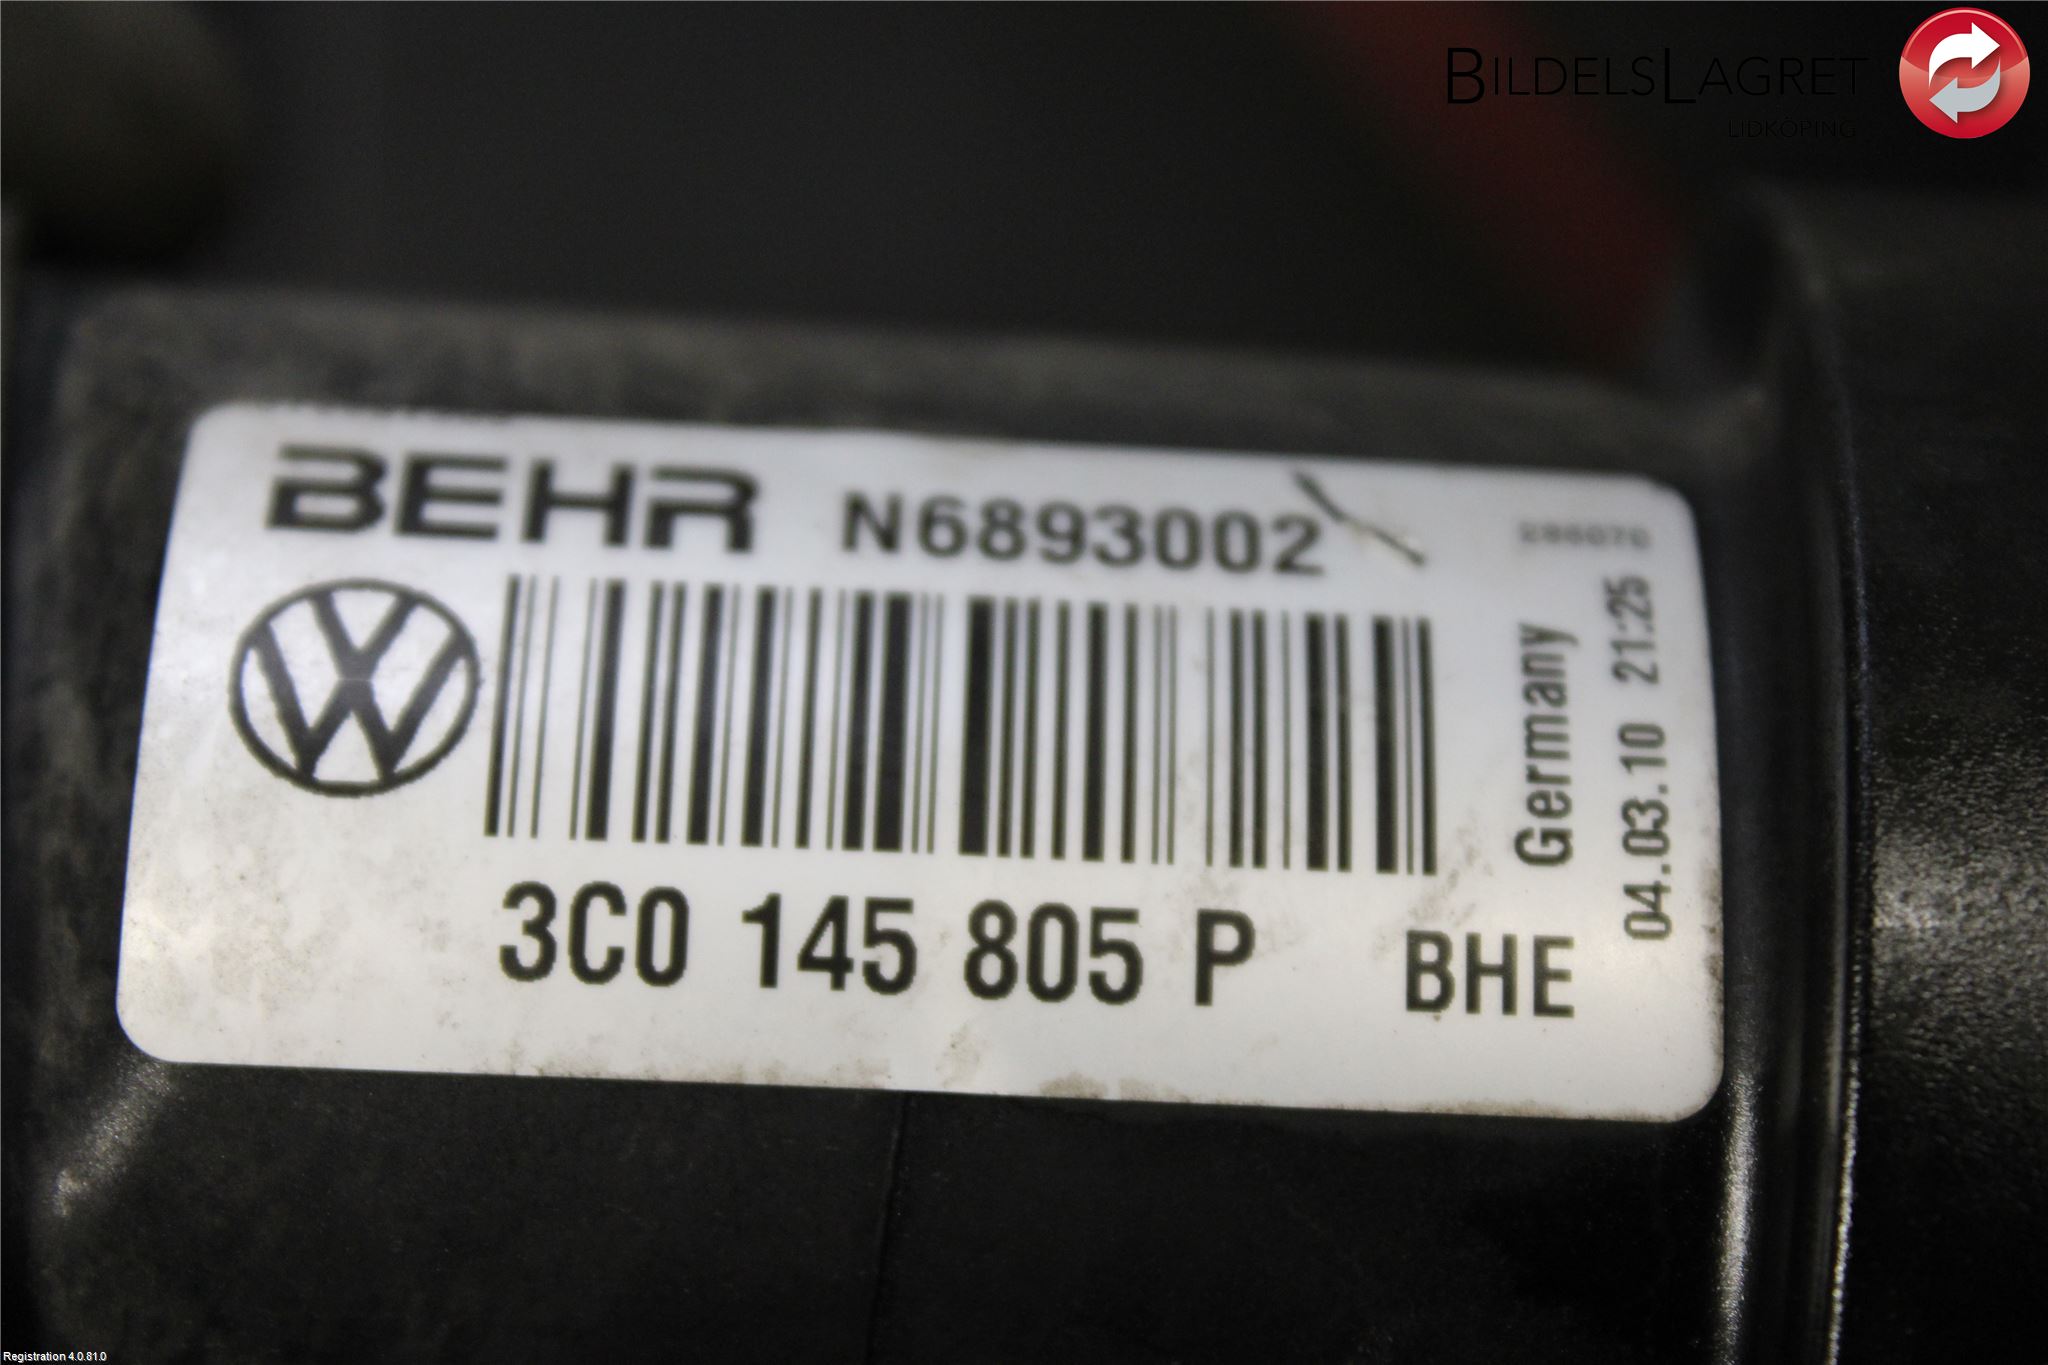 BILDELSLAGRET
LIDKÖPING
BEHR N6893002
Germany
04.03.10 21:25
3C0 145 805 P BHE
Registration 4.0.81.0